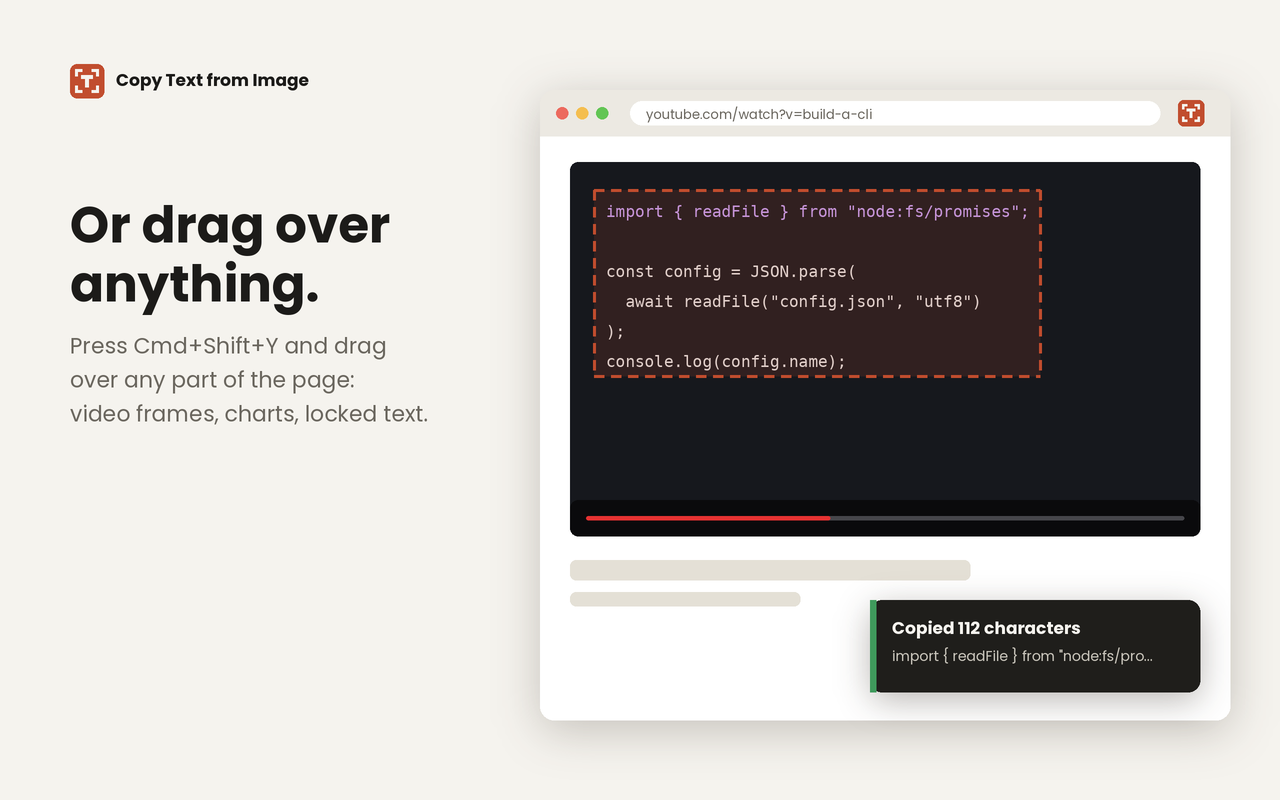 Copy Text from Image
Or drag over
anything.
Press Cmd+Shift+Y and drag
over any part of the page:
video frames, charts, locked text.
youtube.com/watch?v=build-a-cli
T
import { readFile } from "node:fs/promises";

const config = JSON.parse(
  await readFile("config.json", "utf8")
);
console.log(config.name);
Copied 112 characters
import { readFile } from "node:fs/pro...